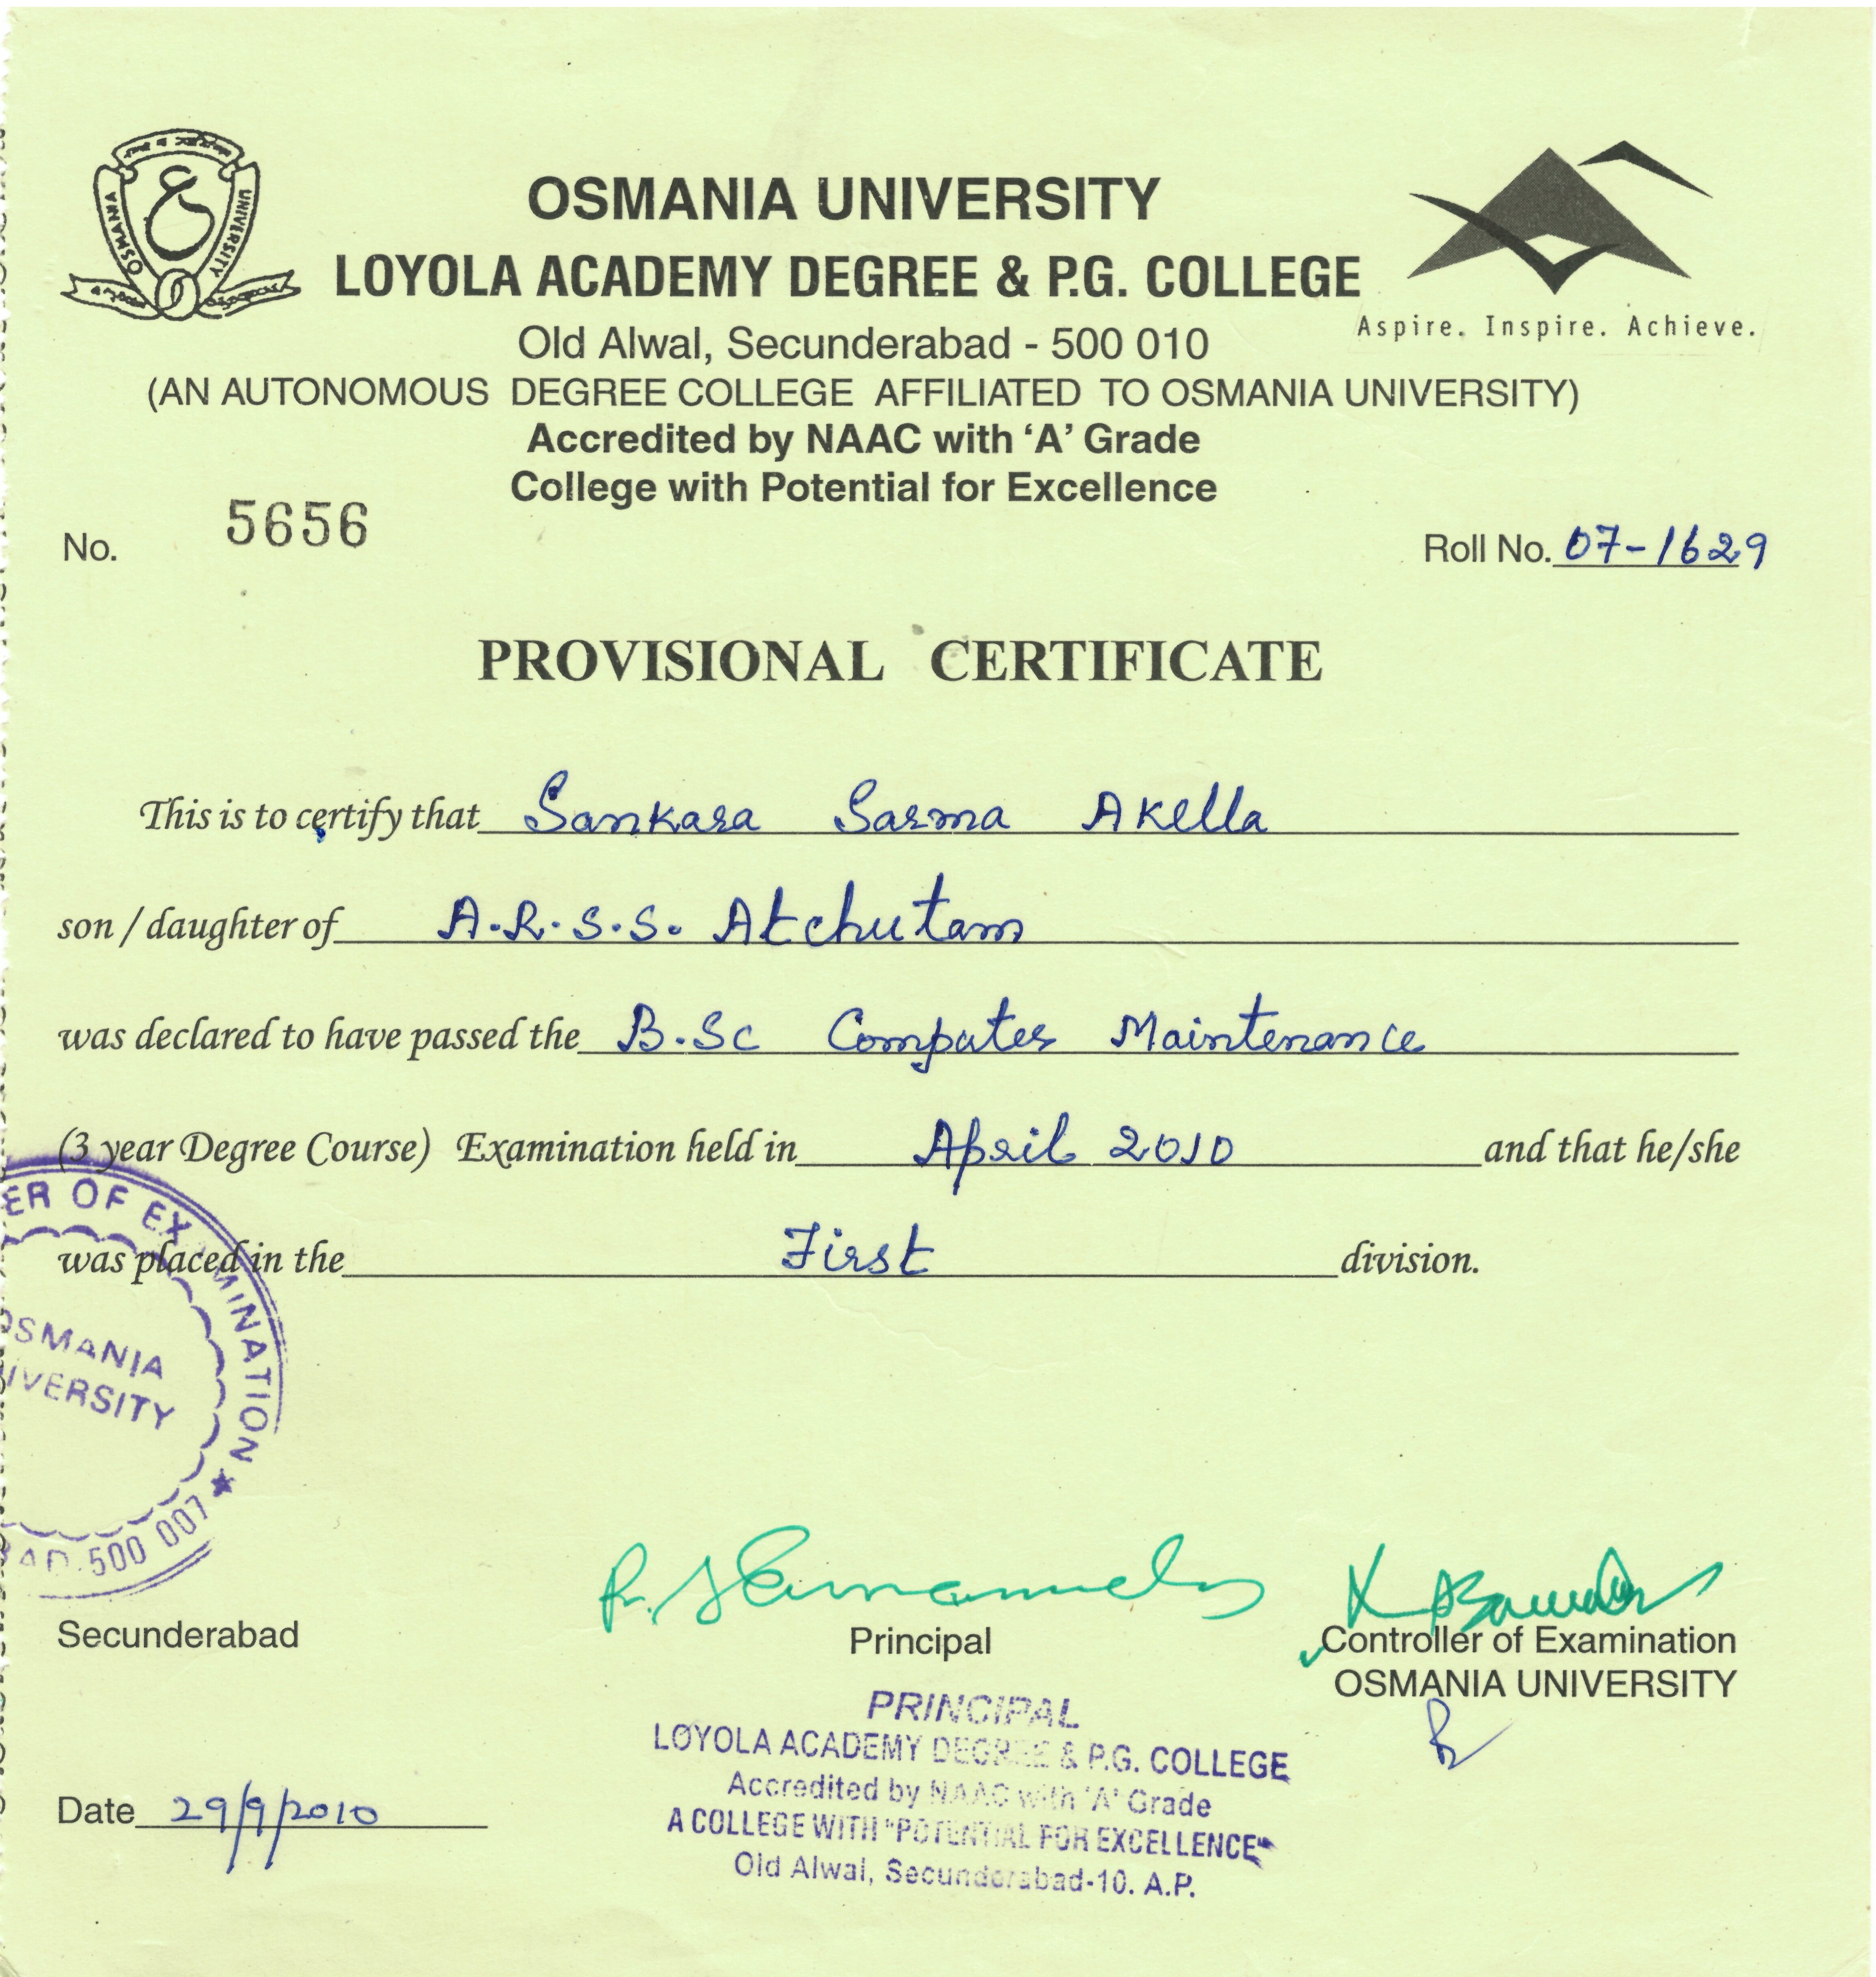 OSMANIA UNIVERSITY
OSMANIA UNIVERSITY
LOYOLA ACADEMY DEGREE & P.G. COLLEGE
Aspire. Inspire. Achieve.
Old Alwal, Secunderabad - 500 010
(AN AUTONOMOUS DEGREE COLLEGE AFFILIATED TO OSMANIA UNIVERSITY)
Accredited by NAAC with ‘A’ Grade
College with Potential for Excellence
No. 5656
Roll No. 07-1629
PROVISIONAL CERTIFICATE
This is to certify that Sankara Sarma Akella
son / daughter of A.R.S.S. Atchutam
was declared to have passed the B.Sc Computer Maintenance
(3 year Degree Course) Examination held in April 2010 and that he/she
was placed in the First division.
ER OF EXAMINATION ★
OSMANIA
IVERSITY
BAD. 500 007
Secunderabad
Principal
Controller of Examination
OSMANIA UNIVERSITY
PRINCIPAL
LOYOLA ACADEMY DEGREE & P.G. COLLEGE
Accredited by NAAC with 'A' Grade
A COLLEGE WITH "POTENTIAL FOR EXCELLENCE"
Old Alwal, Secunderabad-10. A.P.
Date 29/9/2010